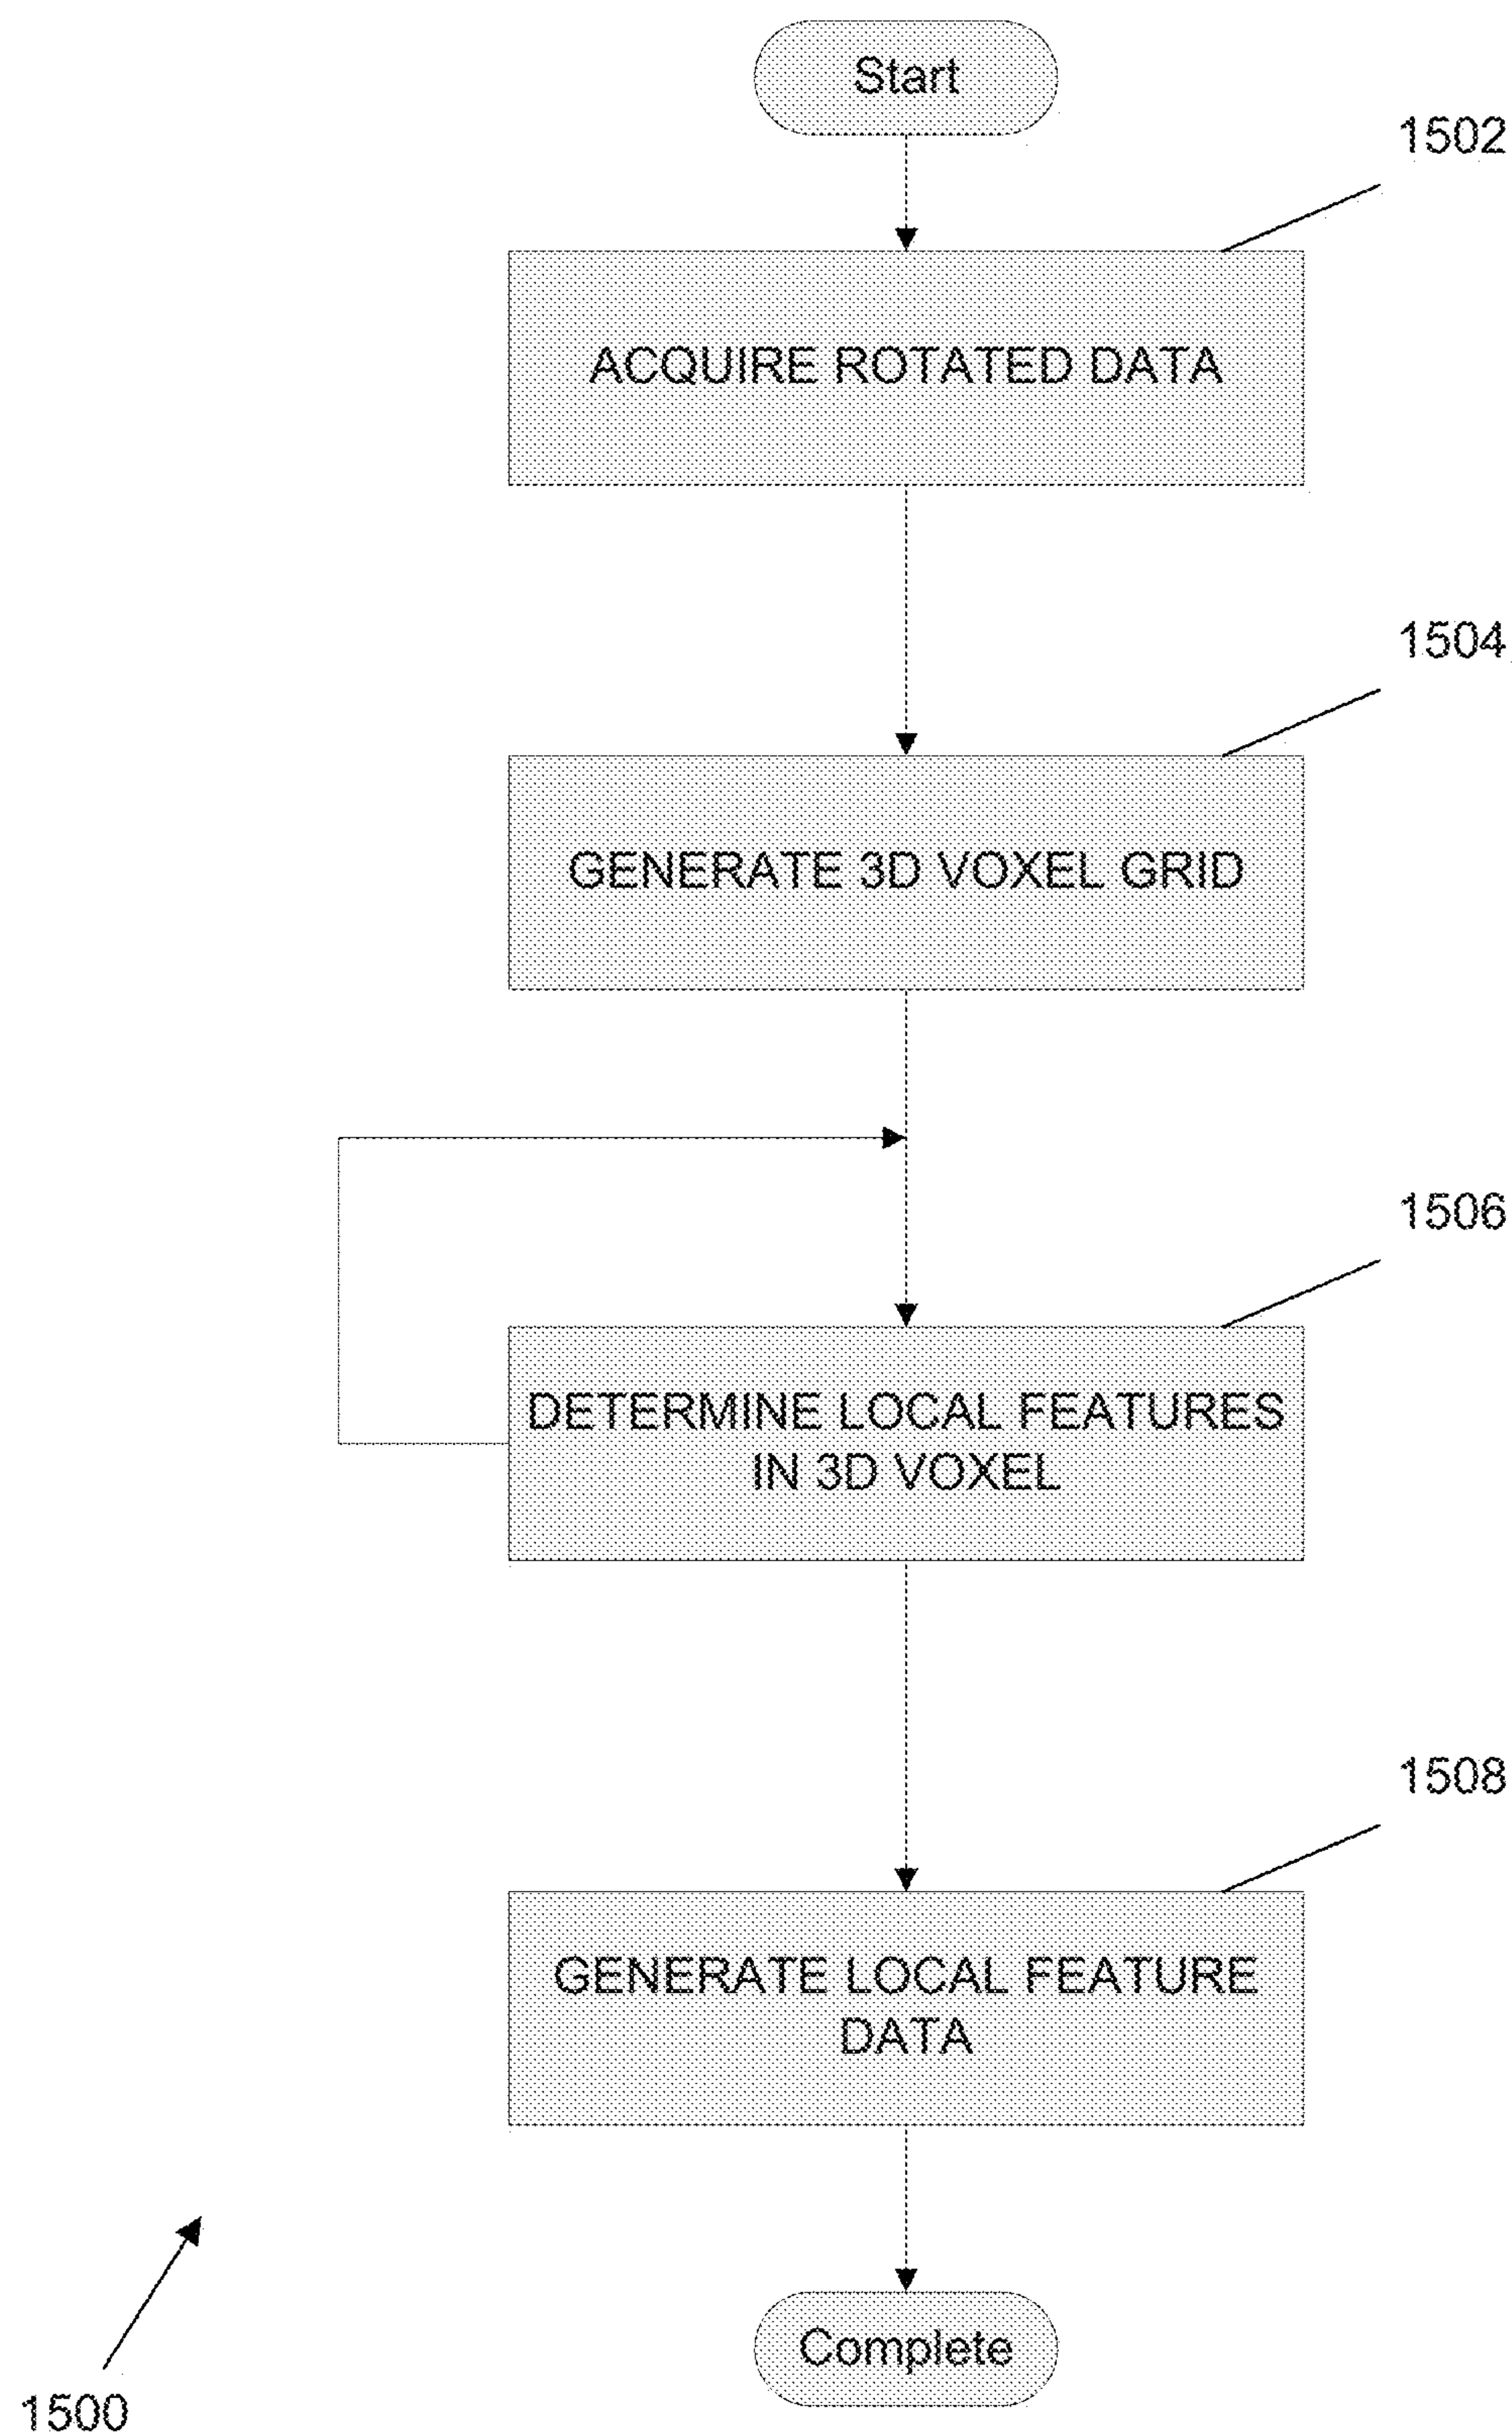 Start
1502
ACQUIRE ROTATED DATA
1504
GENERATE 3D VOXEL GRID
1506
DETERMINE LOCAL FEATURES
IN 3D VOXEL
1508
GENERATE LOCAL FEATURE
DATA
Complete
1500